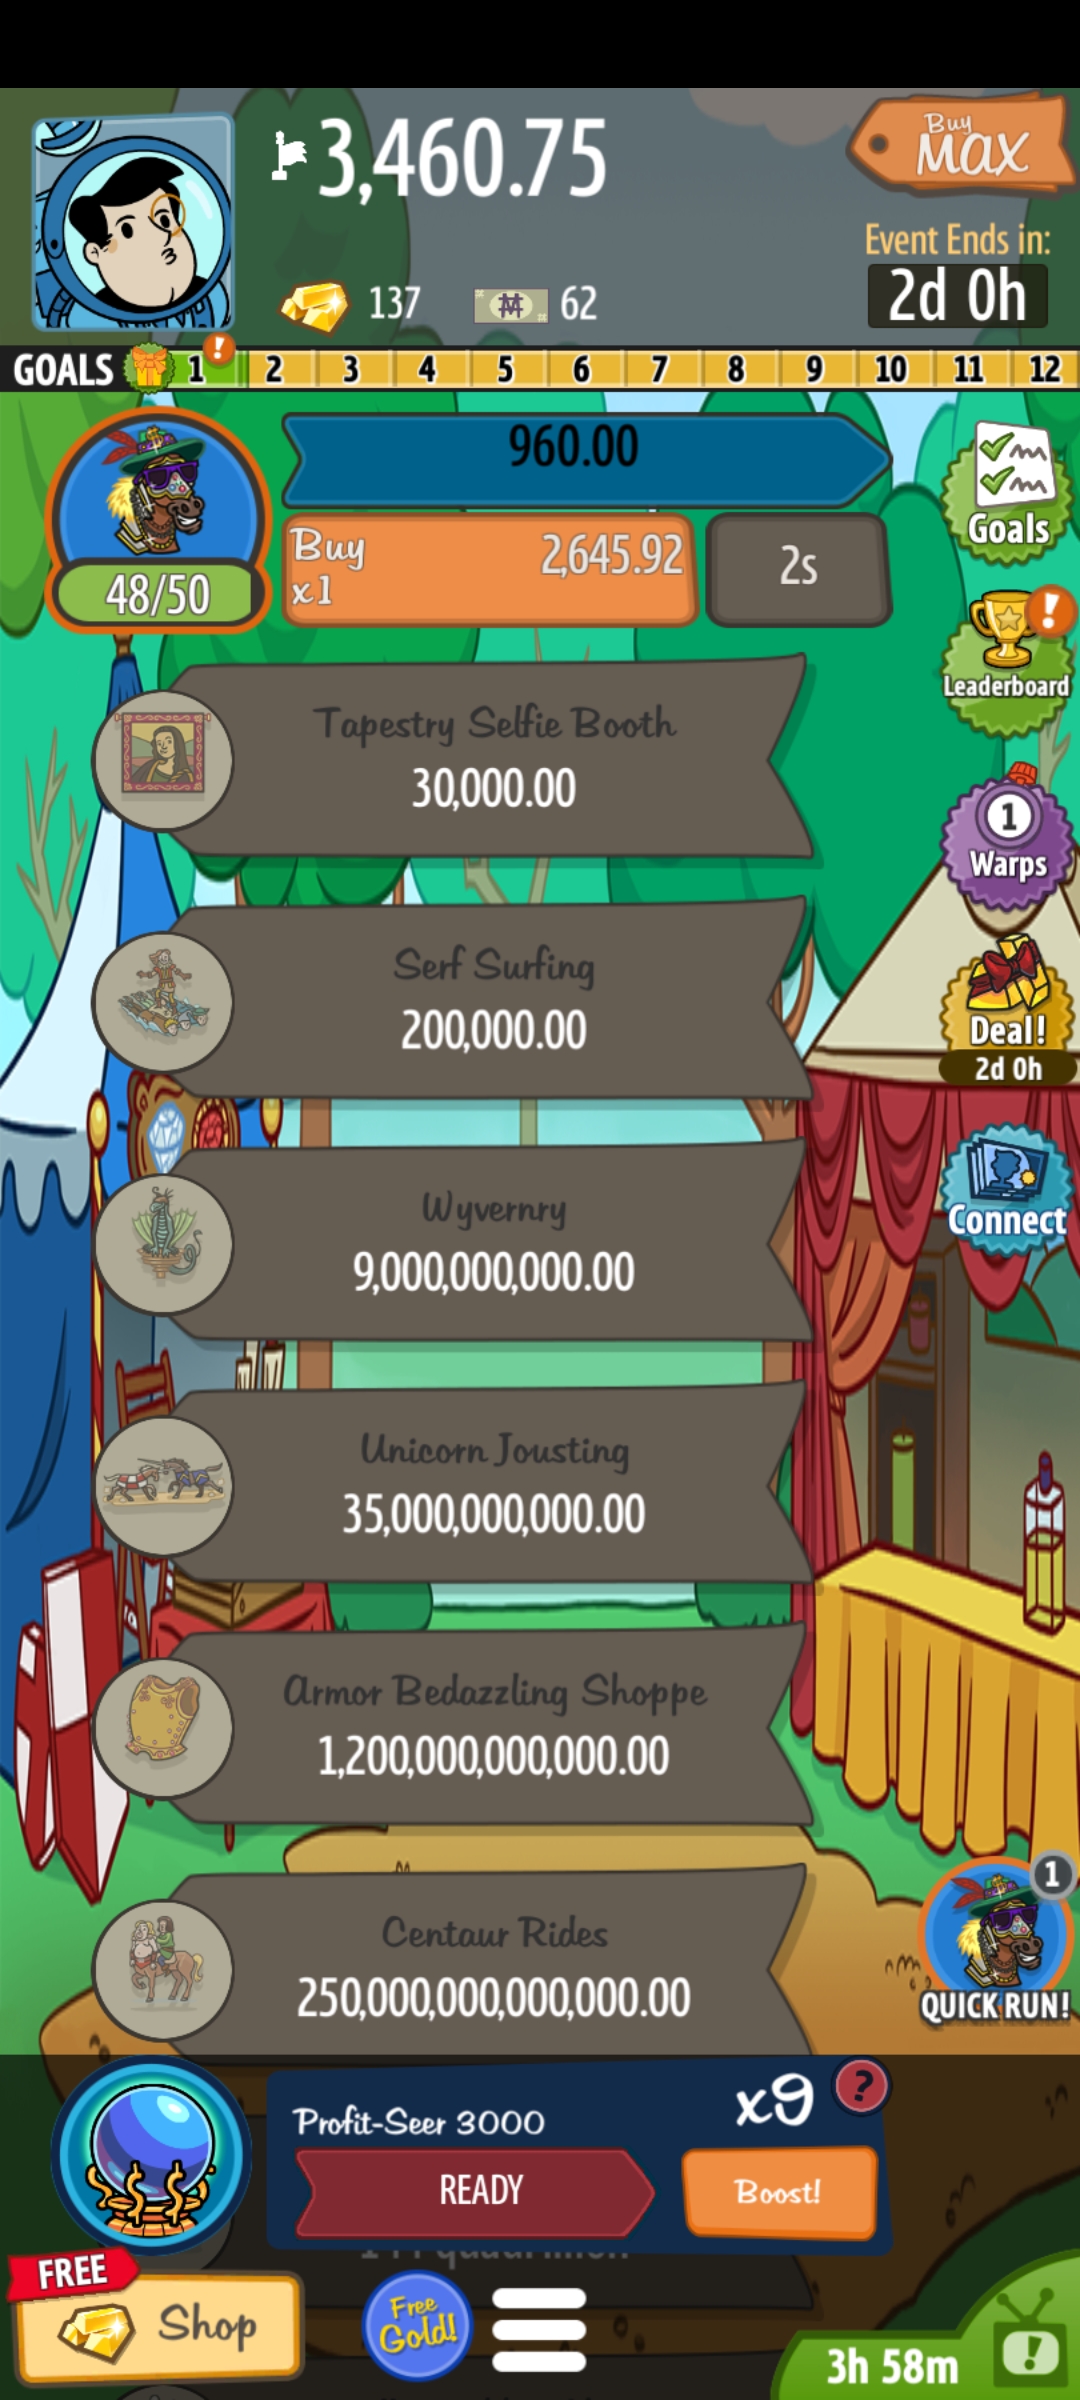 3,460.75
Buy
MAX
Event Ends in:
2d 0h
137
62
GOALS 1 ! 2 3 4 5 6 7 8 9 10 11 12
960.00
Buy
x1
2,645.92
2s
48/50
Goals
!
Leaderboard
Tapestry Selfie Booth
30,000.00
1
Warps
Serf Surfing
200,000.00
Deal!
2d 0h
Wyvernry
9,000,000,000.00
Connect
Unicorn Jousting
35,000,000,000.00
Armor Bedazzling Shoppe
1,200,000,000,000.00
Centaur Rides
250,000,000,000,000.00
1
QUICK RUN!
Profit-Seer 3000
x9
?
READY
Boost!
FREE
Shop
Free
Gold!
3h 58m
!